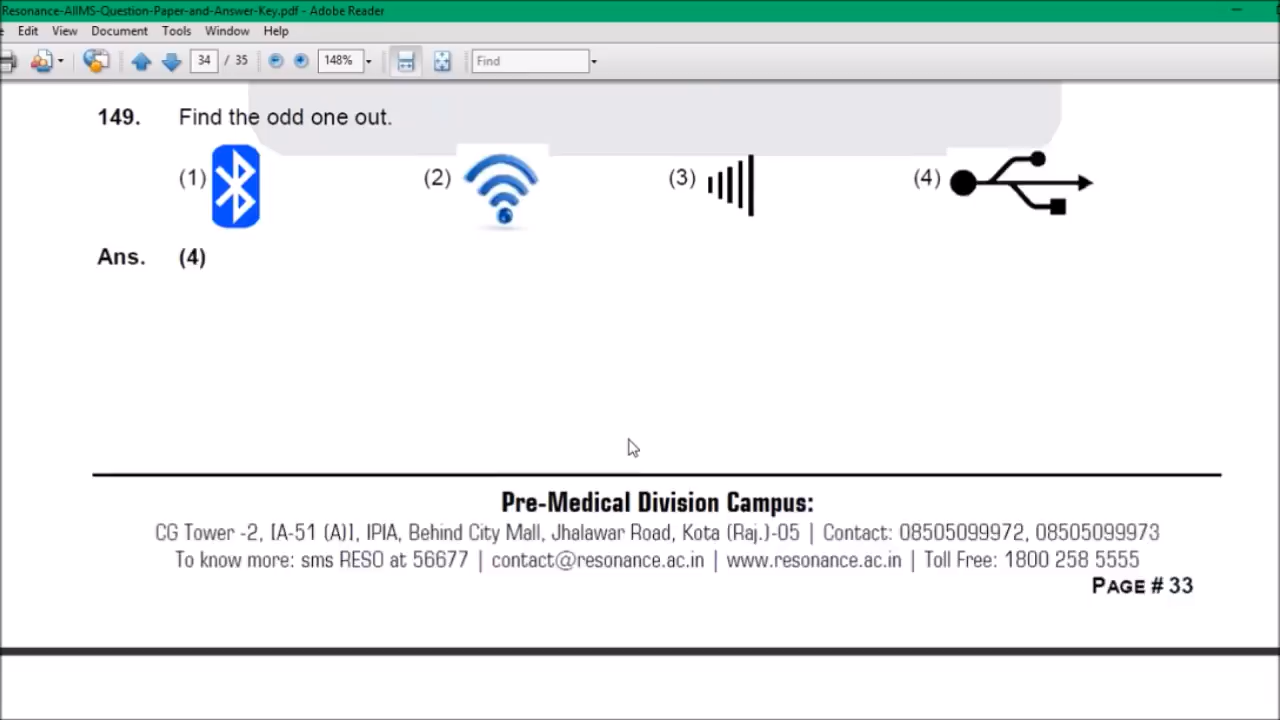 Resonance-AIIMS-Question-Paper-and-Answer-Key.pdf - Adobe Reader
Edit View Document Tools Window Help
34 / 35 148% Find
149. Find the odd one out.
(1) (2) (3) (4)
Ans. (4)
Pre-Medical Division Campus:
CG Tower -2, [A-51 (A)], IPIA, Behind City Mall, Jhalawar Road, Kota (Raj.)-05 | Contact: 08505099972, 08505099973
To know more: sms RESO at 56677 | contact@resonance.ac.in | www.resonance.ac.in | Toll Free: 1800 258 5555
PAGE # 33